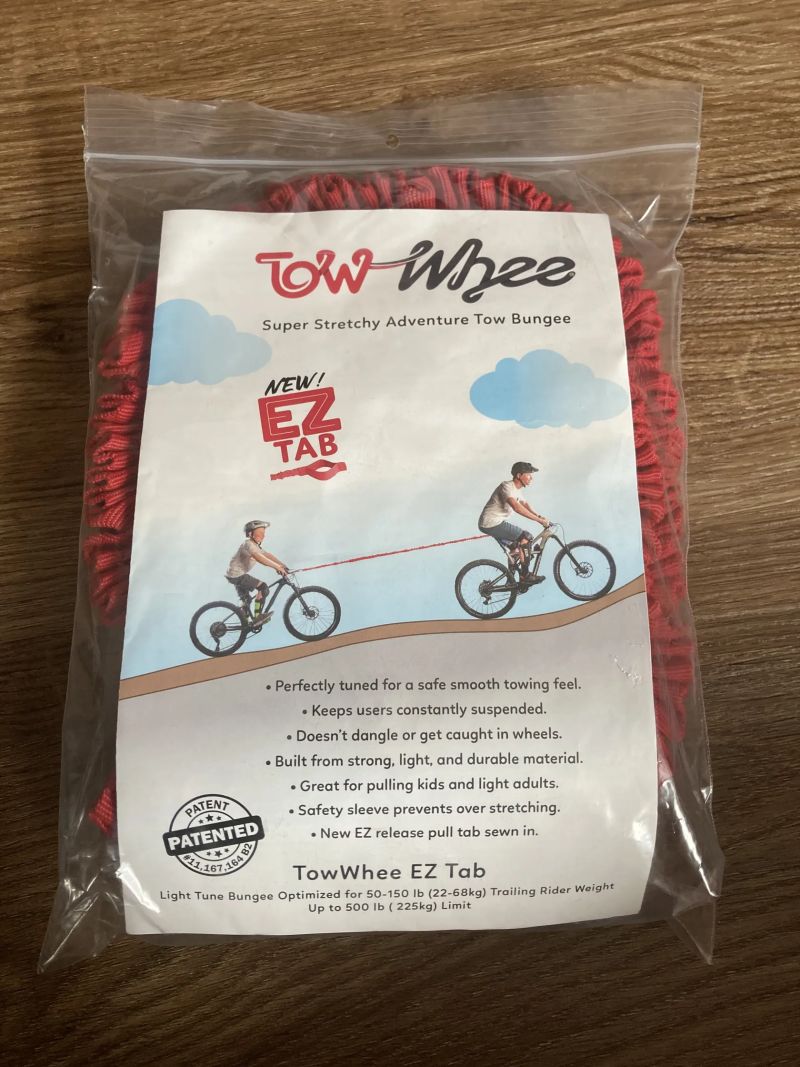 Tow Whee
Super Stretchy Adventure Tow Bungee
NEW!
EZ
TAB
• Perfectly tuned for a safe smooth towing feel.
• Keeps users constantly suspended.
• Doesn't dangle or get caught in wheels.
• Built from strong, light, and durable material.
• Great for pulling kids and light adults.
• Safety sleeve prevents over stretching.
• New EZ release pull tab sewn in.
PATENT
PATENTED
#11,167,164 B2
TowWhee EZ Tab
Light Tune Bungee Optimized for 50-150 lb (22-68kg) Trailing Rider Weight
Up to 500 lb ( 225kg) Limit